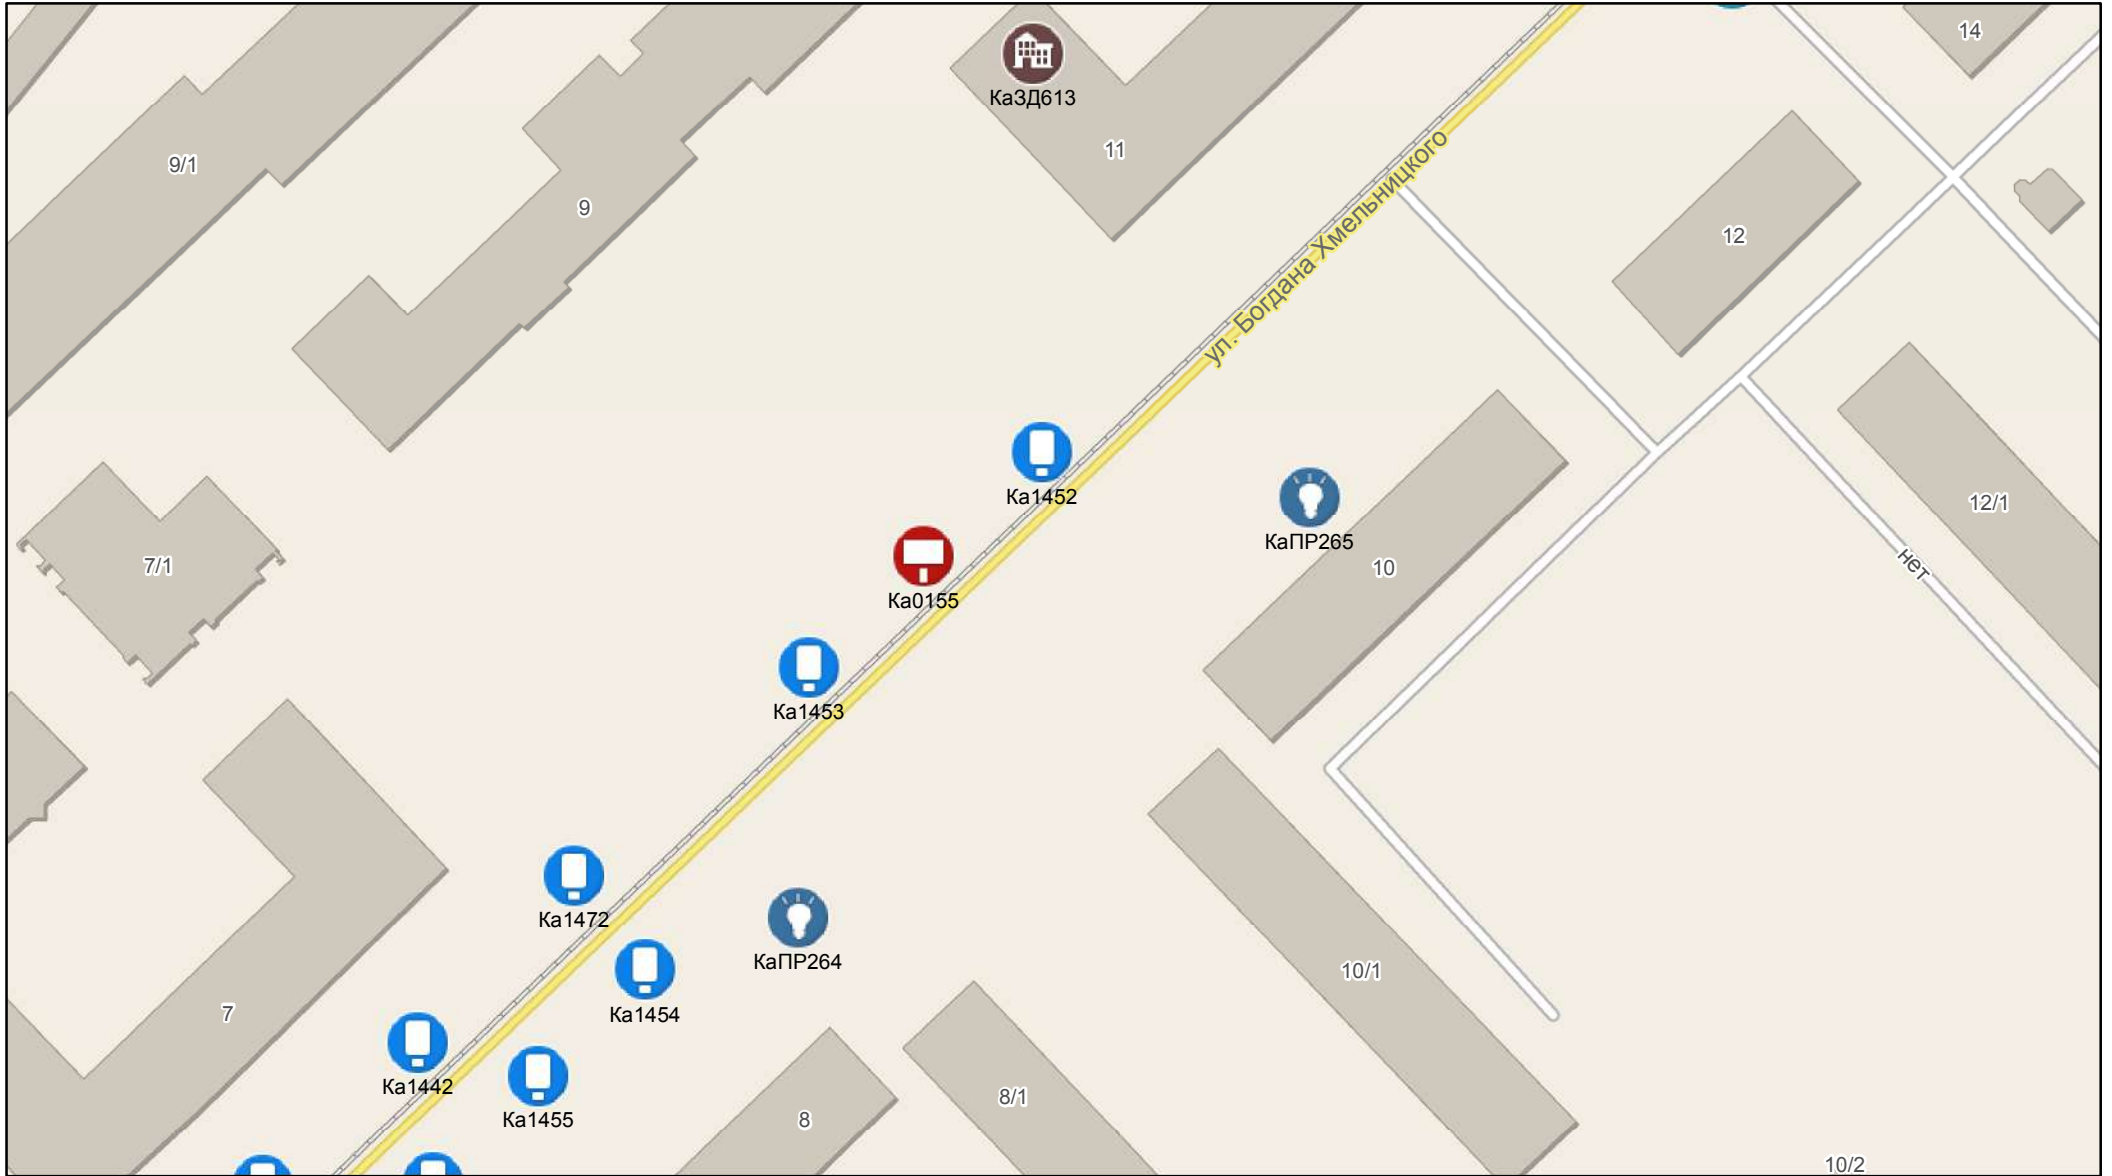 14
КаЗД613
11
9/1
9
12
ул. Богдана Хмельницкого
Ка1452
КаПР265
12/1
7/1
10
нет
Ка0155
Ка1453
Ка1472
КаПР264
10/1
7
Ка1454
Ка1442
Ка1455
8/1
8
10/2